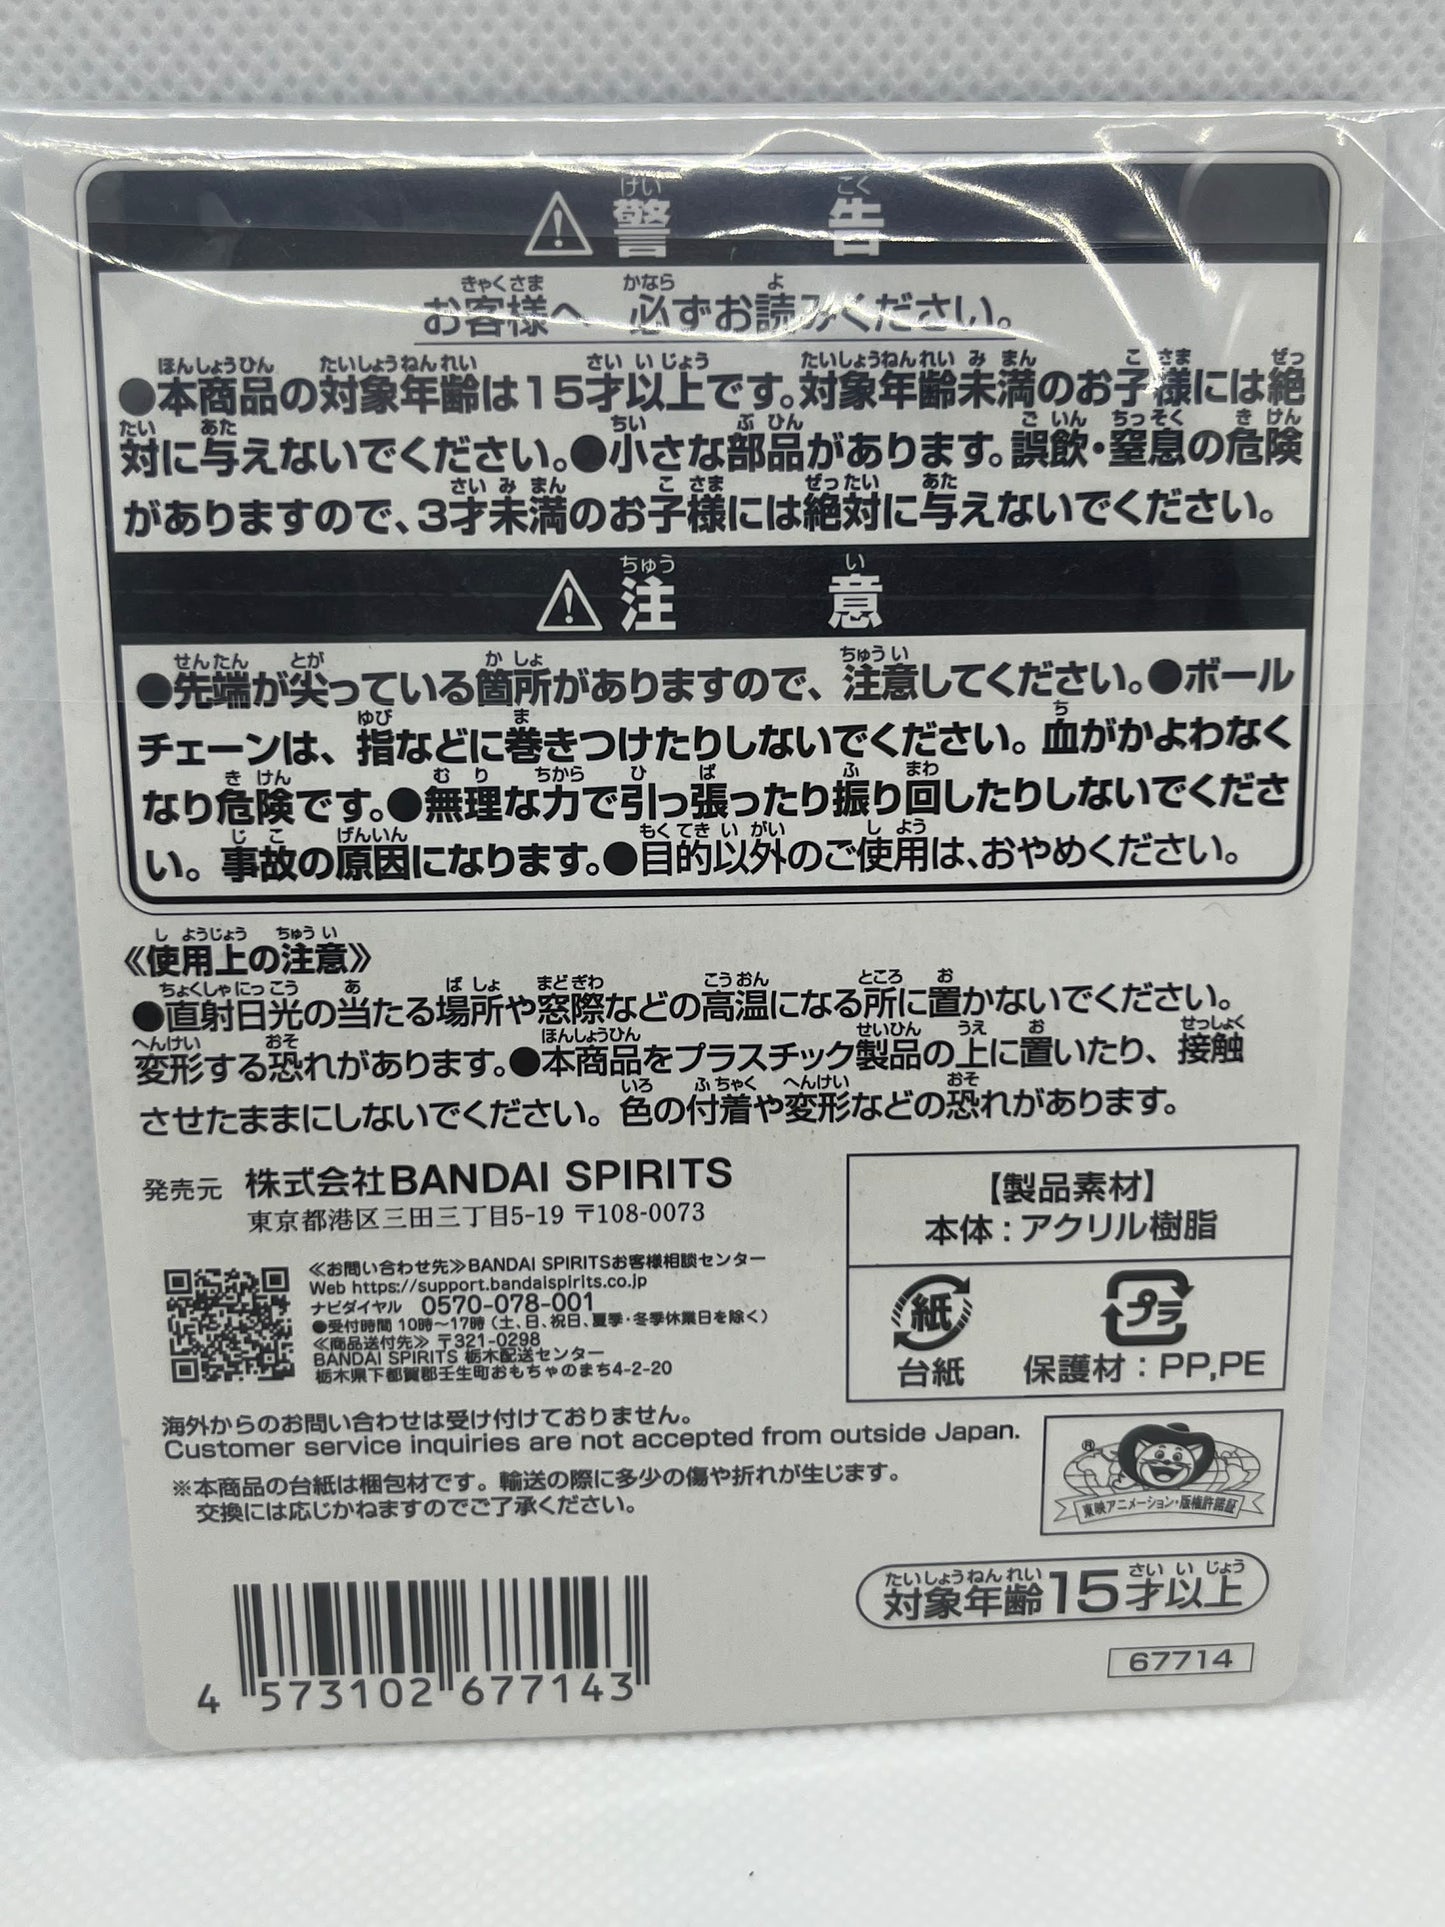 ⚠警告
お客様へ 必ずお読みください。
●本商品の対象年齢は15才以上です。対象年齢未満のお子様には絶
対に与えないでください。●小さな部品があります。誤飲・窒息の危険
がありますので、3才未満のお子様には絶対に与えないでください。
⚠注意
●先端が尖っている箇所がありますので、注意してください。●ボール
チェーンは、指などに巻きつけたりしないでください。血がかよわなく
なり危険です。●無理な力で引っ張ったり振り回したりしないでくださ
い。事故の原因になります。●目的以外のご使用は、おやめください。
《使用上の注意》
●直射日光の当たる場所や窓際などの高温になる所に置かないでください。
変形する恐れがあります。●本商品をプラスチック製品の上に置いたり、接触
させたままにしないでください。色の付着や変形などの恐れがあります。
発売元 株式会社BANDAI SPIRITS
東京都港区三田三丁目5-19 〒108-0073
≪お問い合わせ先≫BANDAI SPIRITSお客様相談センター
Web https://support.bandaispirits.co.jp
ナビダイヤル 0570-078-001
●受付時間 10時〜17時(土、日、祝日、夏季・冬季休業日を除く)
≪商品送付先≫〒321-0298
BANDAI SPIRITS 栃木配送センター
栃木県下都賀郡壬生町おもちゃのまち4-2-20
【製品素材】
本体:アクリル樹脂
紙
台紙
プラ
保護材:PP,PE
海外からのお問い合わせは受け付けておりません。
Customer service inquiries are not accepted from outside Japan.
※本商品の台紙は梱包材です。輸送の際に多少の傷や折れが生じます。
交換には応じかねますのでご了承ください。
®
東映アニメーション・版権許諾証
対象年齢15才以上
67714
4 573102 677143